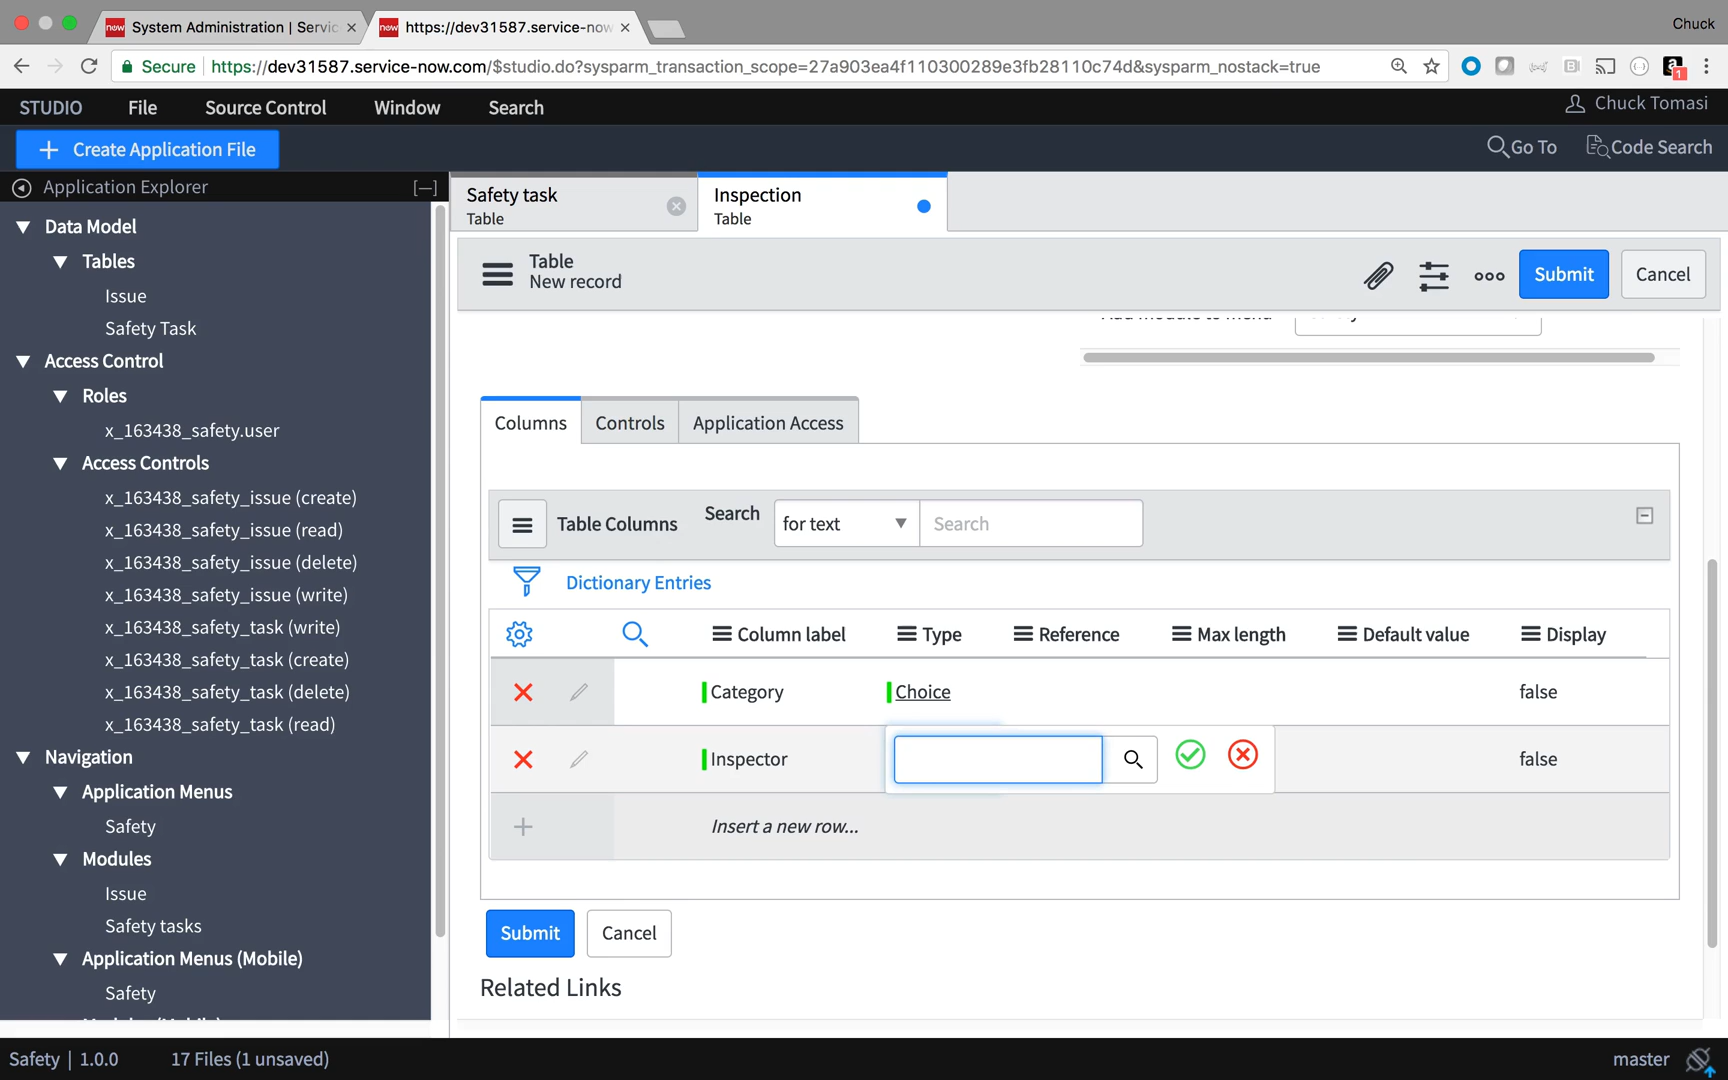 System Administration | Servic
https://dev31587.service-now
Chuck
Secure
https://dev31587.service-now.com/$studio.do?sysparm_transaction_scope=27a903ea4f110300289e3fb28110c74d&sysparm_nostack=true
1
STUDIO
File
Source Control
Window
Search
Chuck Tomasi
Create Application File
Go To
Code Search
Application Explorer
Data Model
Tables
Issue
Safety Task
Access Control
Roles
x_163438_safety.user
Access Controls
x_163438_safety_issue (create)
x_163438_safety_issue (read)
x_163438_safety_issue (delete)
x_163438_safety_issue (write)
x_163438_safety_task (write)
x_163438_safety_task (create)
x_163438_safety_task (delete)
x_163438_safety_task (read)
Navigation
Application Menus
Safety
Modules
Issue
Safety tasks
Application Menus (Mobile)
Safety
Safety task
Table
Inspection
Table
Table
New record
Submit
Cancel
Add module to menu
Columns
Controls
Application Access
Table Columns
Search
for text
Search
Dictionary Entries
Column label
Type
Reference
Max length
Default value
Display
Category
Choice
false
Inspector
false
Insert a new row...
Submit
Cancel
Related Links
Safety | 1.0.0
17 Files (1 unsaved)
master